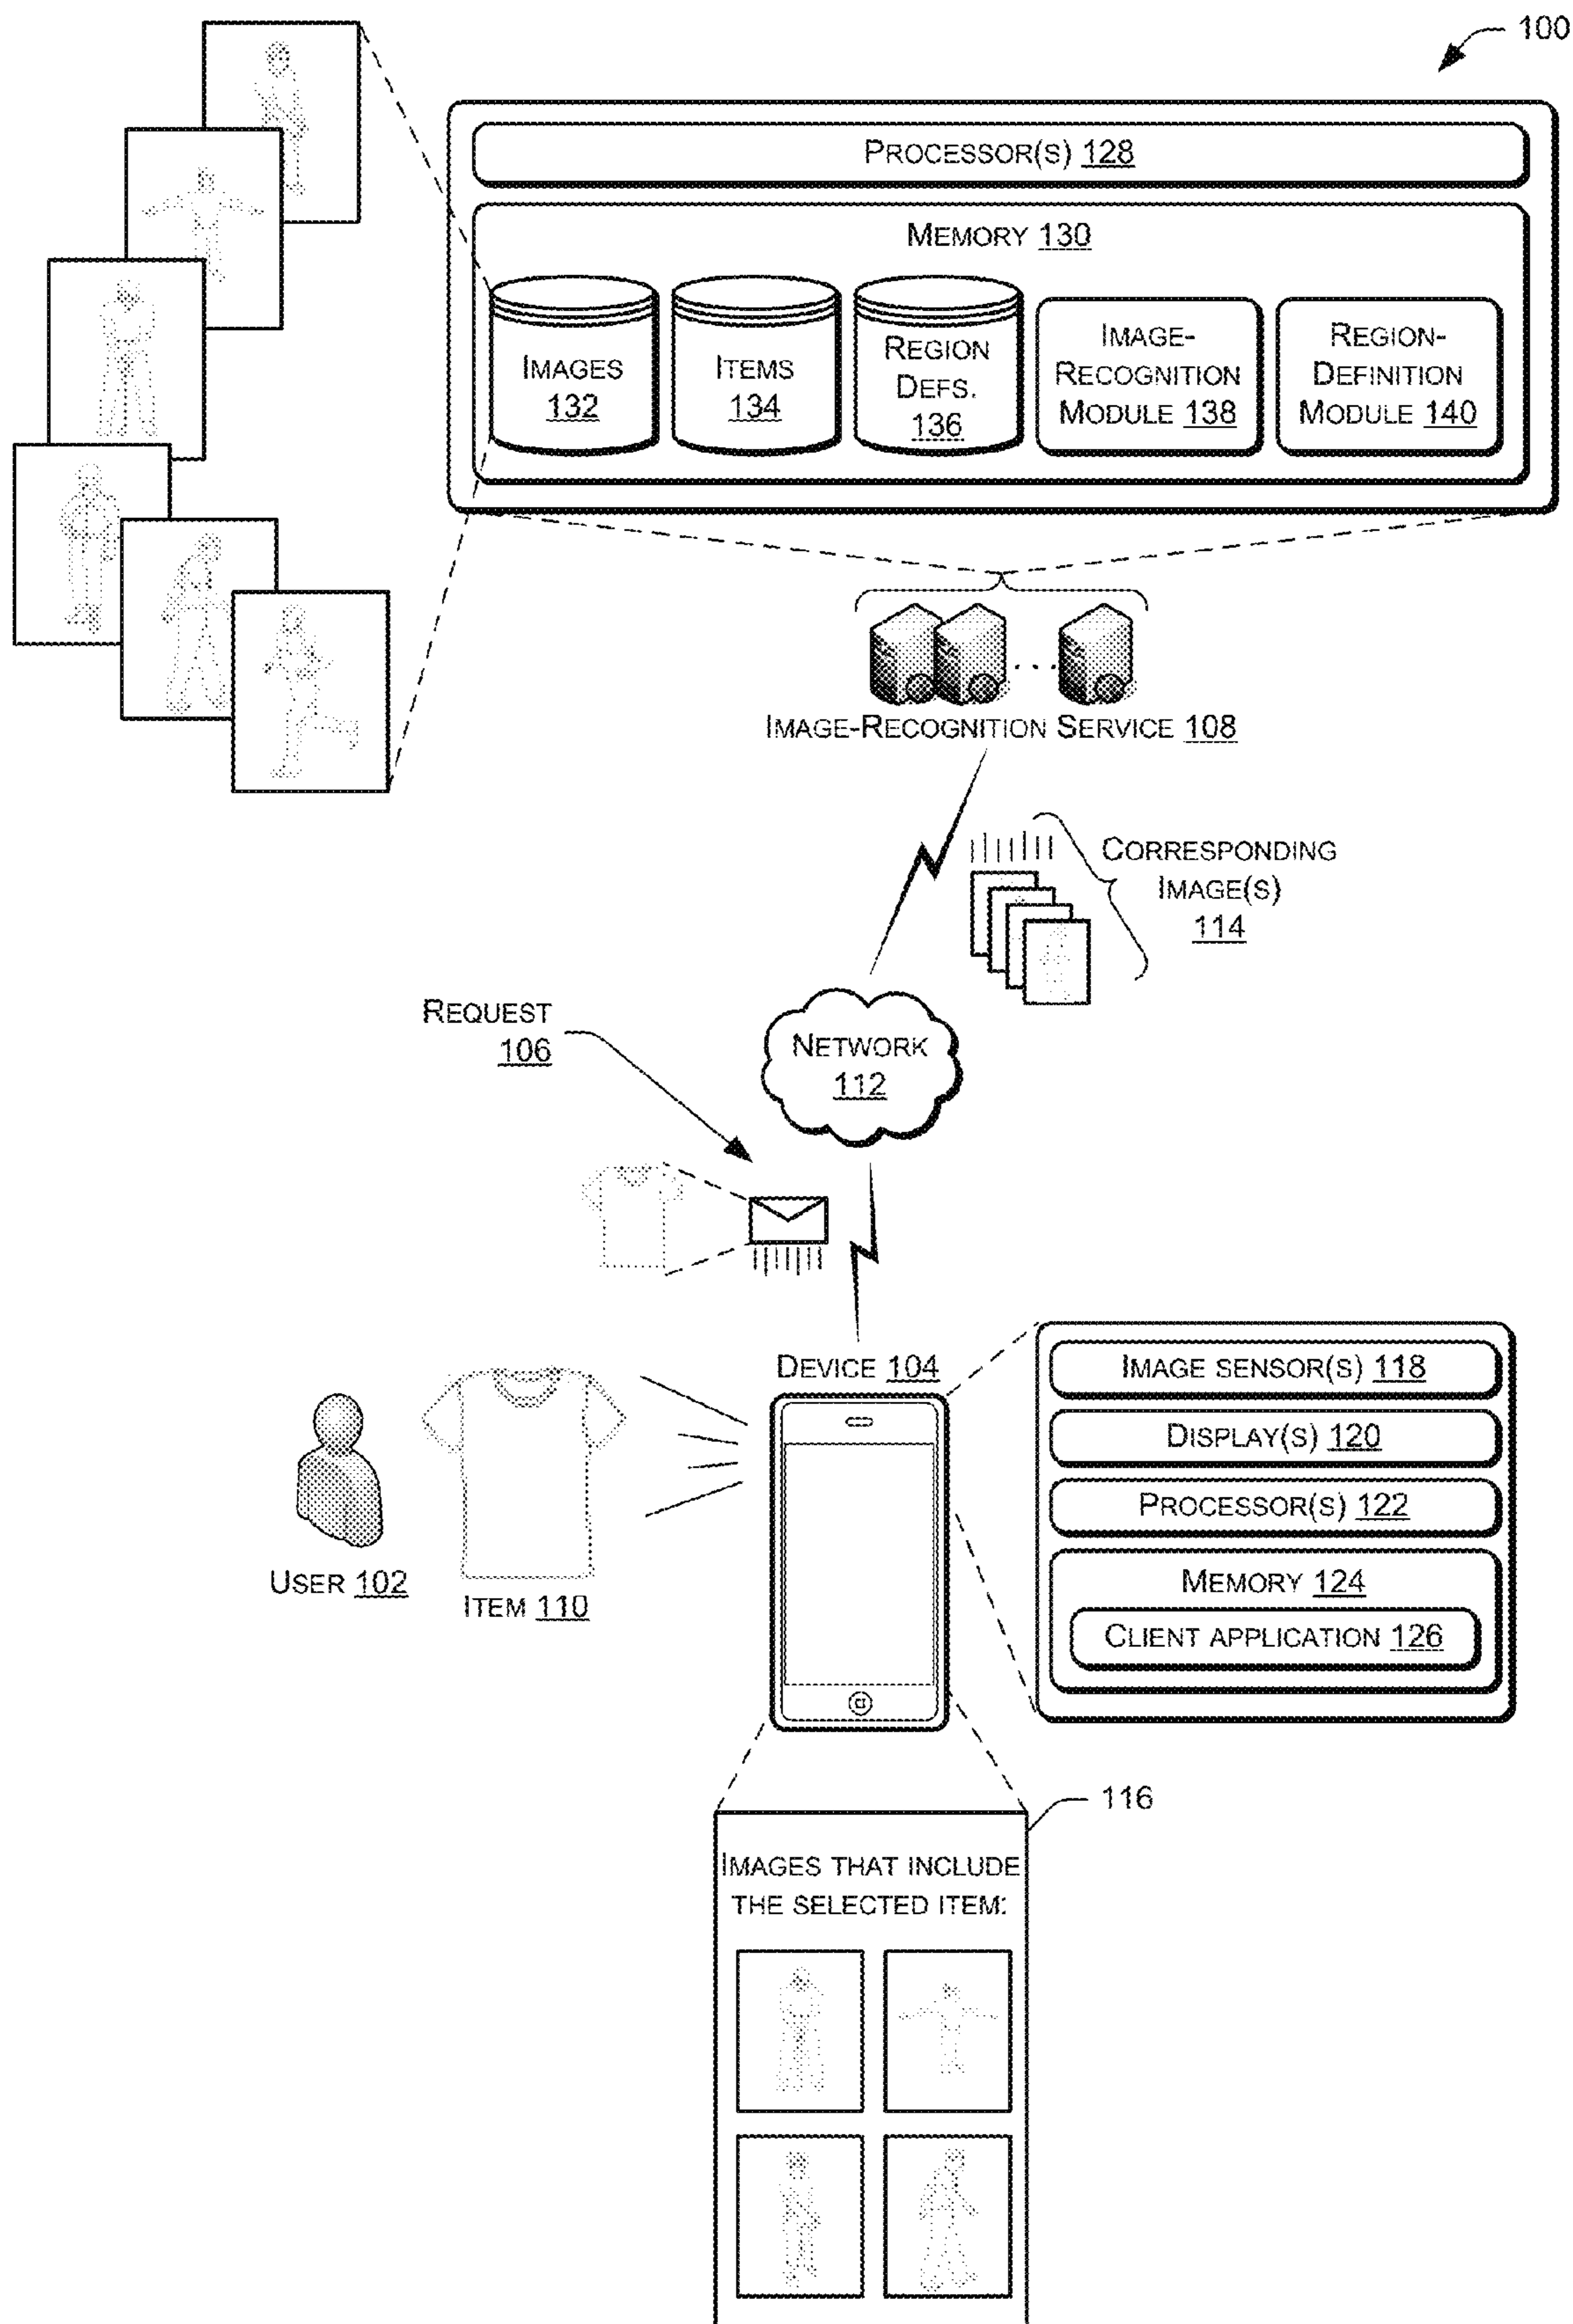 100
PROCESSOR(S) 128
MEMORY 130
IMAGES
132
ITEMS
134
REGION
DEFS.
136
IMAGE-
RECOGNITION
MODULE 138
REGION-
DEFINITION
MODULE 140
IMAGE-RECOGNITION SERVICE 108
CORRESPONDING
IMAGE(S)
114
REQUEST
106
NETWORK
112
DEVICE 104
IMAGE SENSOR(S) 118
DISPLAY(S) 120
PROCESSOR(S) 122
MEMORY 124
CLIENT APPLICATION 126
USER 102
ITEM 110
116
IMAGES THAT INCLUDE
THE SELECTED ITEM: